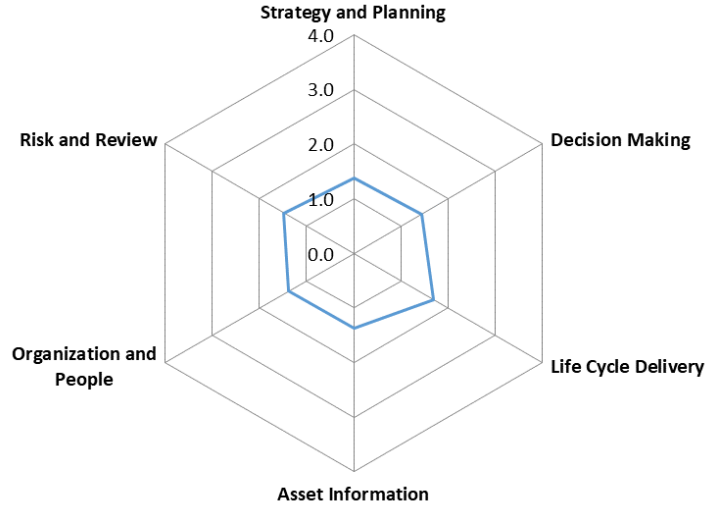 Strategy and Planning
4.0
3.0
Risk and Review
2.0
Decision Making
1.0
0.0
Organization and
People
Life Cycle Delivery
Asset Information